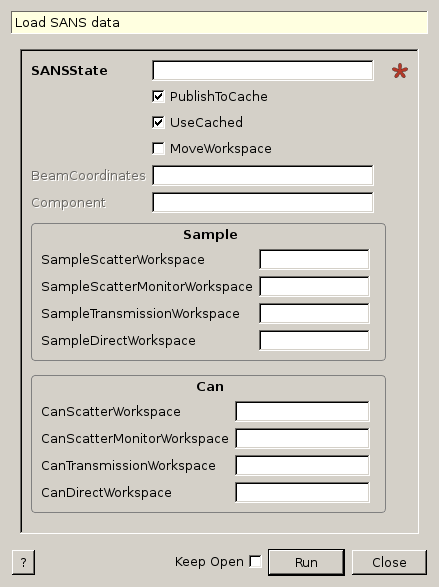 Load SANS data
SANSState
PublishToCache
UseCached
MoveWorkspace
BeamCoordinates
Component
Sample
SampleScatterWorkspace
SampleScatterMonitorWorkspace
SampleTransmissionWorkspace
SampleDirectWorkspace
Can
CanScatterWorkspace
CanScatterMonitorWorkspace
CanTransmissionWorkspace
CanDirectWorkspace
? Keep Open Run Close